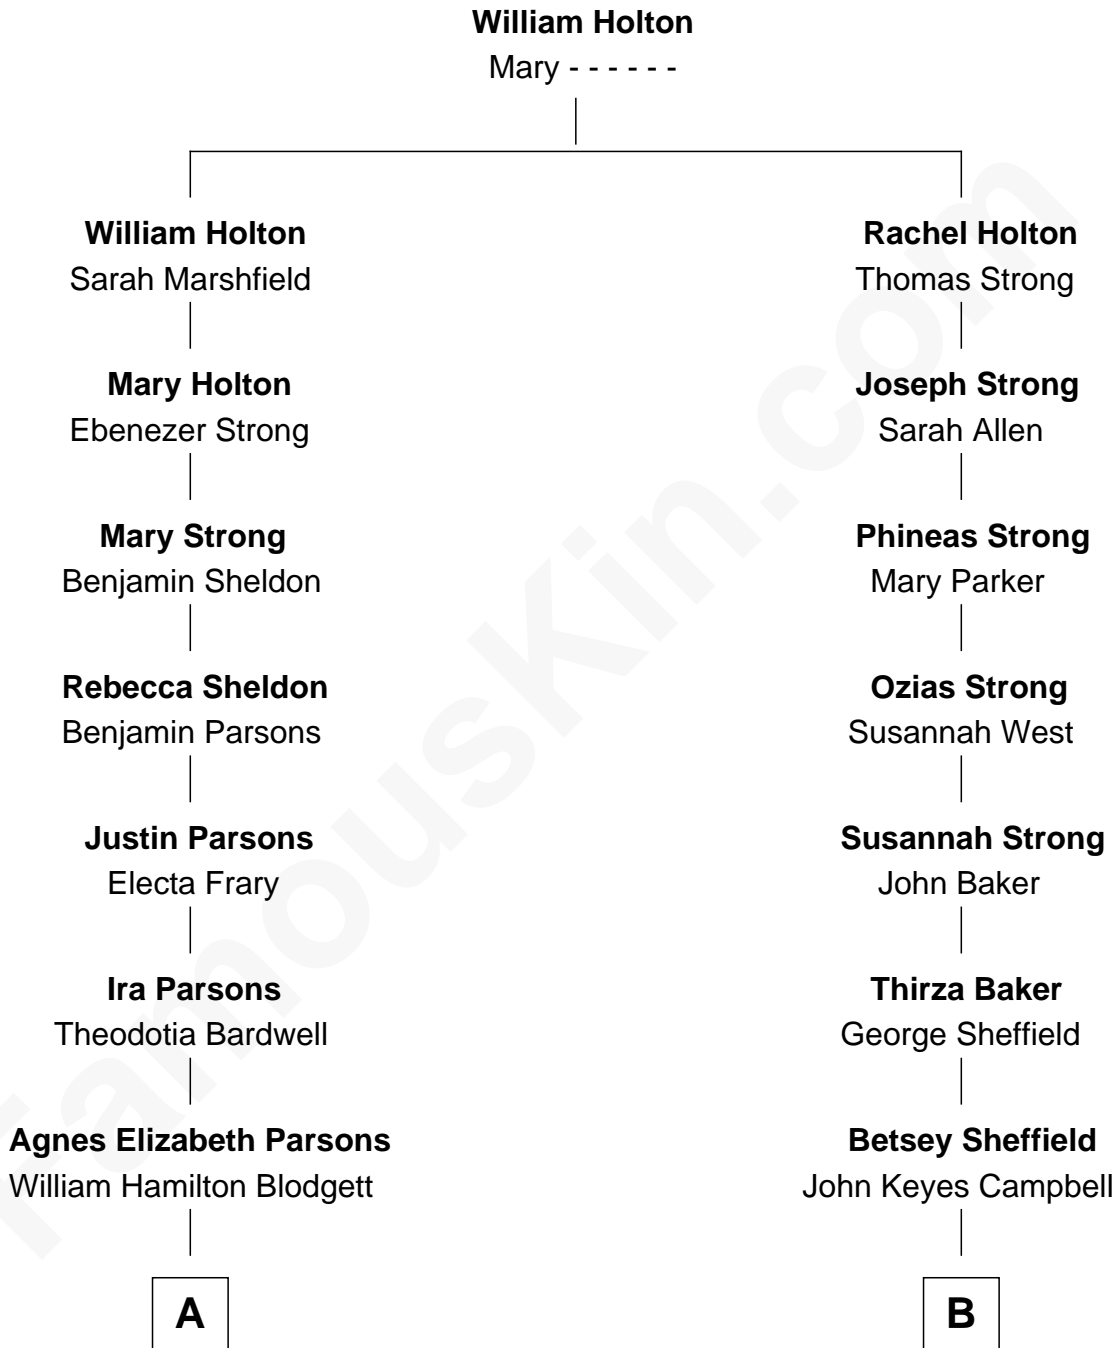 William Holton
Mary - - - - - -
William Holton
Sarah Marshfield
Rachel Holton
Thomas Strong
Mary Holton
Ebenezer Strong
Joseph Strong
Sarah Allen
Mary Strong
Benjamin Sheldon
Phineas Strong
Mary Parker
Rebecca Sheldon
Benjamin Parsons
Ozias Strong
Susannah West
Justin Parsons
Electa Frary
Susannah Strong
John Baker
Ira Parsons
Theodotia Bardwell
Thirza Baker
George Sheffield
Agnes Elizabeth Parsons
William Hamilton Blodgett
Betsey Sheffield
John Keyes Campbell
A
B
FamousKin.com